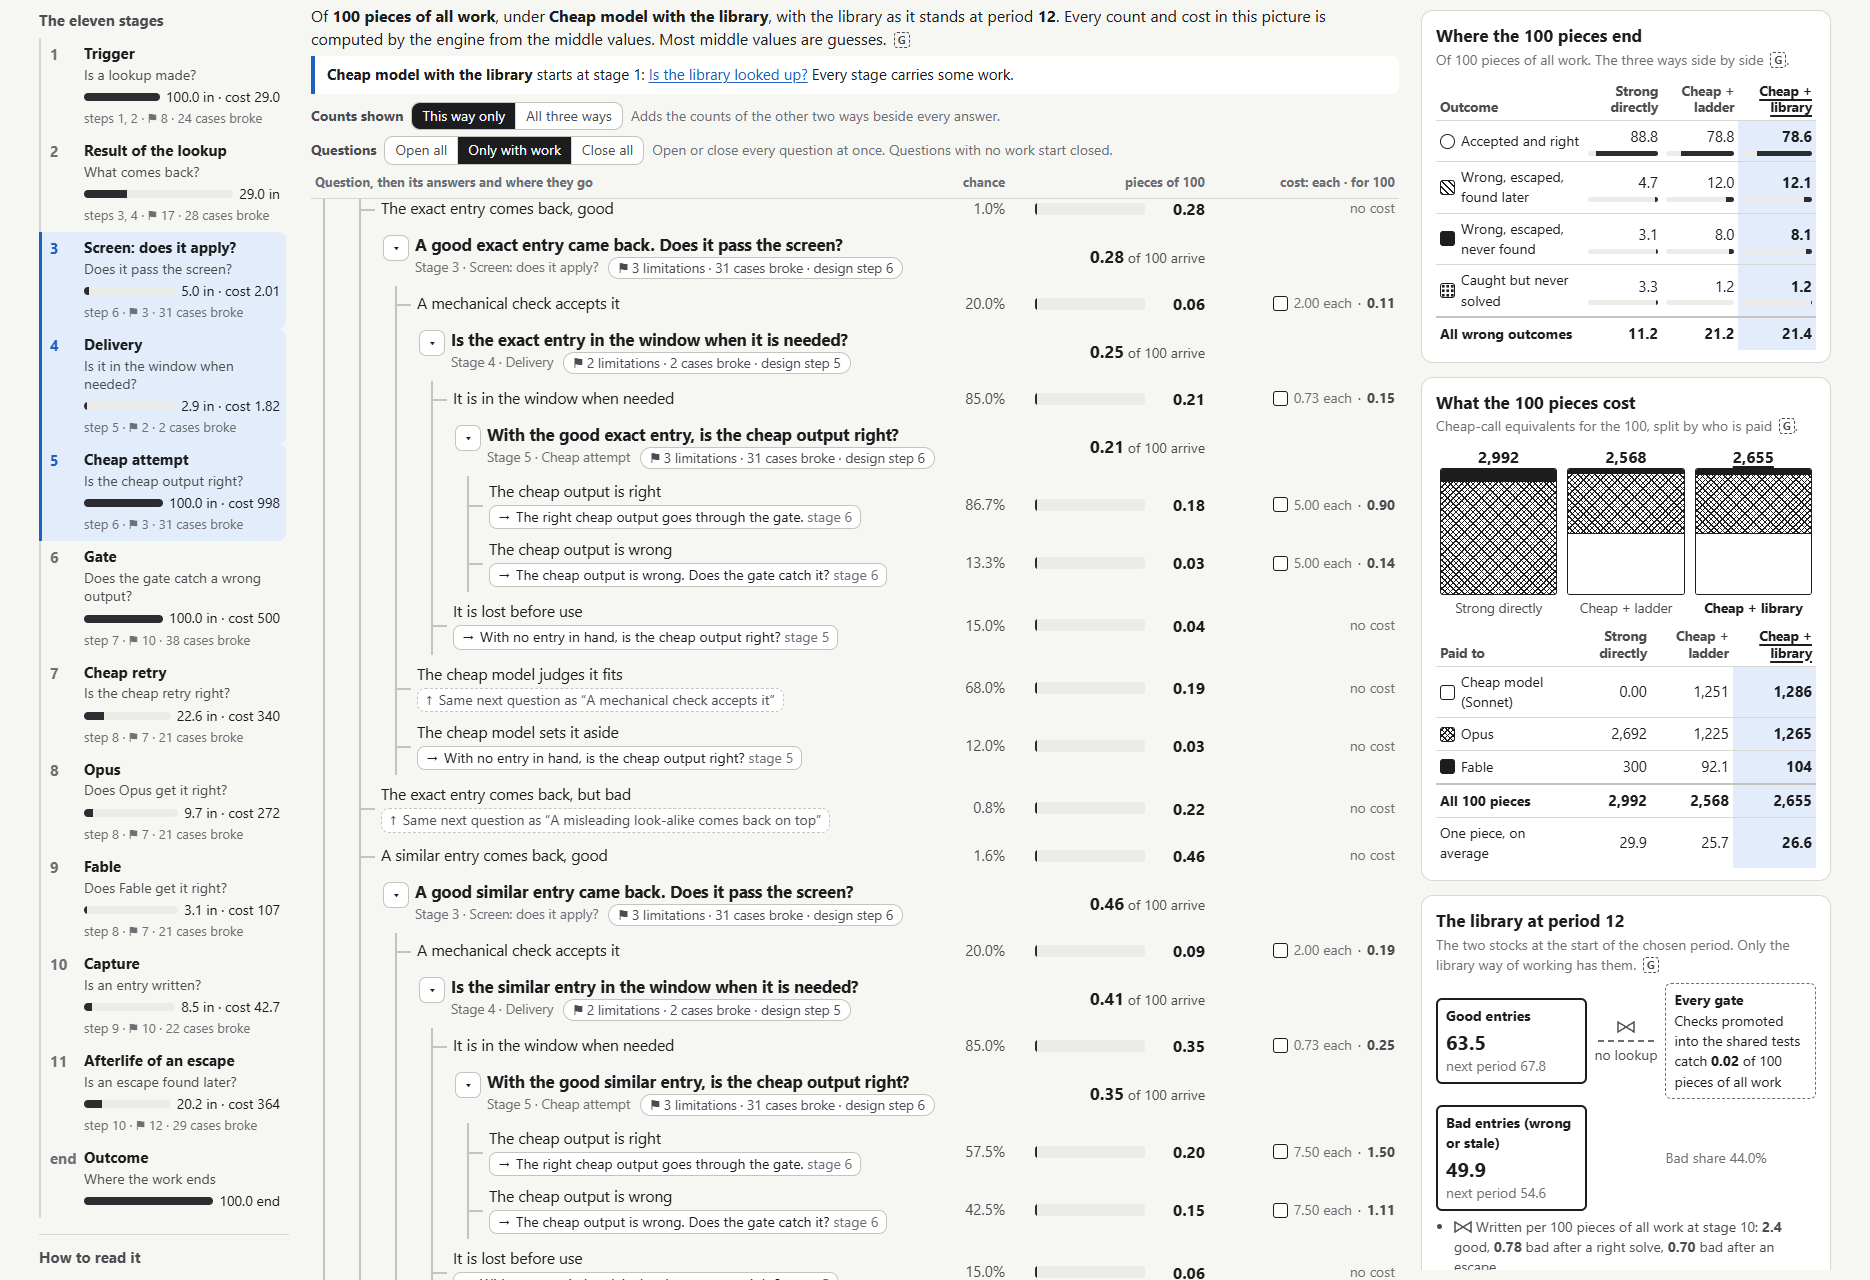 The eleven stages
1 Trigger
Is a lookup made?
100.0 in · cost 29.0
steps 1, 2 · ⚑ 8 · 24 cases broke
2 Result of the lookup
What comes back?
29.0 in
steps 3, 4 · ⚑ 17 · 28 cases broke
3 Screen: does it apply?
Does it pass the screen?
5.0 in · cost 2.01
step 6 · ⚑ 3 · 31 cases broke
4 Delivery
Is it in the window when
needed?
2.9 in · cost 1.82
step 5 · ⚑ 2 · 2 cases broke
5 Cheap attempt
Is the cheap output right?
100.0 in · cost 998
step 6 · ⚑ 3 · 31 cases broke
6 Gate
Does the gate catch a wrong
output?
100.0 in · cost 500
step 7 · ⚑ 10 · 38 cases broke
7 Cheap retry
Is the cheap retry right?
22.6 in · cost 340
step 8 · ⚑ 7 · 21 cases broke
8 Opus
Does Opus get it right?
9.7 in · cost 272
step 8 · ⚑ 7 · 21 cases broke
9 Fable
Does Fable get it right?
3.1 in · cost 107
step 8 · ⚑ 7 · 21 cases broke
10 Capture
Is an entry written?
8.5 in · cost 42.7
step 9 · ⚑ 10 · 22 cases broke
11 Afterlife of an escape
Is an escape found later?
20.2 in · cost 364
step 10 · ⚑ 12 · 29 cases broke
end Outcome
Where the work ends
100.0 end
How to read it
Of 100 pieces of all work, under Cheap model with the library, with the library as it stands at period 12. Every count and cost in this picture is
computed by the engine from the middle values. Most middle values are guesses. G
Cheap model with the library starts at stage 1: Is the library looked up? Every stage carries some work.
Counts shown This way only All three ways Adds the counts of the other two ways beside every answer.
Questions Open all Only with work Close all Open or close every question at once. Questions with no work start closed.
Question, then its answers and where they go chance pieces of 100 cost: each · for 100
The exact entry comes back, good 1.0% 0.28 no cost
A good exact entry came back. Does it pass the screen?
Stage 3 · Screen: does it apply? ⚑ 3 limitations · 31 cases broke · design step 6 0.28 of 100 arrive
A mechanical check accepts it 20.0% 0.06 2.00 each · 0.11
Is the exact entry in the window when it is needed?
Stage 4 · Delivery ⚑ 2 limitations · 2 cases broke · design step 5 0.25 of 100 arrive
It is in the window when needed 85.0% 0.21 0.73 each · 0.15
With the good exact entry, is the cheap output right?
Stage 5 · Cheap attempt ⚑ 3 limitations · 31 cases broke · design step 6 0.21 of 100 arrive
The cheap output is right
→ The right cheap output goes through the gate. stage 6 86.7% 0.18 5.00 each · 0.90
The cheap output is wrong
→ The cheap output is wrong. Does the gate catch it? stage 6 13.3% 0.03 5.00 each · 0.14
It is lost before use
→ With no entry in hand, is the cheap output right? stage 5 15.0% 0.04 no cost
The cheap model judges it fits
↑ Same next question as “A mechanical check accepts it” 68.0% 0.19 no cost
The cheap model sets it aside
→ With no entry in hand, is the cheap output right? stage 5 12.0% 0.03 no cost
The exact entry comes back, but bad
↑ Same next question as “A misleading look-alike comes back on top” 0.8% 0.22 no cost
A similar entry comes back, good 1.6% 0.46 no cost
A good similar entry came back. Does it pass the screen?
Stage 3 · Screen: does it apply? ⚑ 3 limitations · 31 cases broke · design step 6 0.46 of 100 arrive
A mechanical check accepts it 20.0% 0.09 2.00 each · 0.19
Is the similar entry in the window when it is needed?
Stage 4 · Delivery ⚑ 2 limitations · 2 cases broke · design step 5 0.41 of 100 arrive
It is in the window when needed 85.0% 0.35 0.73 each · 0.25
With the good similar entry, is the cheap output right?
Stage 5 · Cheap attempt ⚑ 3 limitations · 31 cases broke · design step 6 0.35 of 100 arrive
The cheap output is right
→ The right cheap output goes through the gate. stage 6 57.5% 0.20 7.50 each · 1.50
The cheap output is wrong
→ The cheap output is wrong. Does the gate catch it? stage 6 42.5% 0.15 7.50 each · 1.11
It is lost before use
15.0% 0.06 no cost
Where the 100 pieces end
Of 100 pieces of all work. The three ways side by side G.
Outcome Strong directly Cheap + ladder Cheap + library
Accepted and right 88.8 78.8 78.6
Wrong, escaped, found later 4.7 12.0 12.1
Wrong, escaped, never found 3.1 8.0 8.1
Caught but never solved 3.3 1.2 1.2
All wrong outcomes 11.2 21.2 21.4
What the 100 pieces cost
Cheap-call equivalents for the 100, split by who is paid G.
2,992 2,568 2,655
Strong directly Cheap + ladder Cheap + library
Paid to Strong directly Cheap + ladder Cheap + library
Cheap model (Sonnet) 0.00 1,251 1,286
Opus 2,692 1,225 1,265
Fable 300 92.1 104
All 100 pieces 2,992 2,568 2,655
One piece, on average 29.9 25.7 26.6
The library at period 12
The two stocks at the start of the chosen period. Only the
library way of working has them. G
Good entries
63.5
next period 67.8
⋈
no lookup
Every gate
Checks promoted
into the shared tests
catch 0.02 of 100
pieces of all work
Bad entries (wrong
or stale)
49.9
next period 54.6
Bad share 44.0%
• ⋈ Written per 100 pieces of all work at stage 10: 2.4
good, 0.78 bad after a right solve, 0.70 bad after an
escape